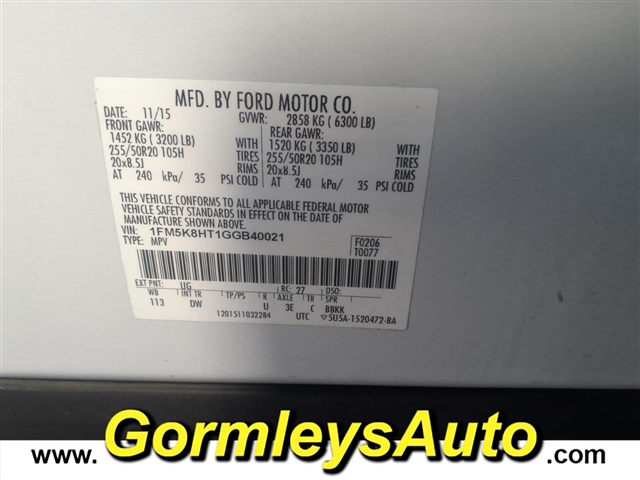 MFD. BY FORD MOTOR CO.
DATE: 11/15 GVWR: 2858 KG ( 6300 LB)
FRONT GAWR: REAR GAWR:
1452 KG ( 3200 LB) WITH 1520 KG ( 3350 LB) WITH
255/50R20 105H TIRES 255/50R20 105H TIRES
20x8.5J RIMS 20x8.5J RIMS
AT 240 kPa/ 35 PSI COLD AT 240 kPa/ 35 PSI COLD
THIS VEHICLE CONFORMS TO ALL APPLICABLE FEDERAL MOTOR
VEHICLE SAFETY STANDARDS IN EFFECT ON THE DATE OF
MANUFACTURE SHOWN ABOVE.
VIN: 1FM5K8HT1GGB40021 F0206
TYPE: MPV T0077
EXT PNT: UG RC: 27 DSO:
WB INT TR TP/PS R AXLE TR SPR
113 DW U 3E C BBKK
1201511032284 UTC 5U5A-1520472-BA
GormleysAuto
www. .com